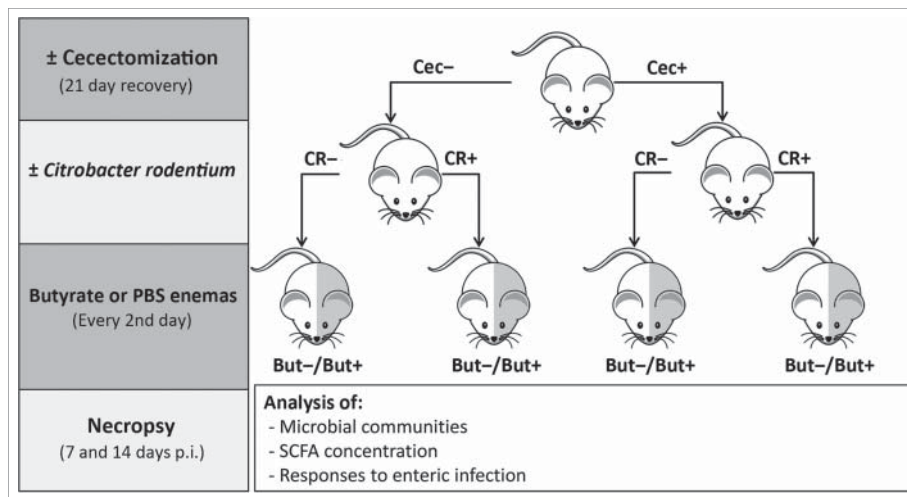 ± Cecectomization
(21 day recovery)
± Citrobacter rodentium
Butyrate or PBS enemas
(Every 2nd day)
Necropsy
(7 and 14 days p.i.)
Cec− Cec+
CR− CR+ CR− CR+
But−/But+ But−/But+ But−/But+ But−/But+
Analysis of:
- Microbial communities
- SCFA concentration
- Responses to enteric infection